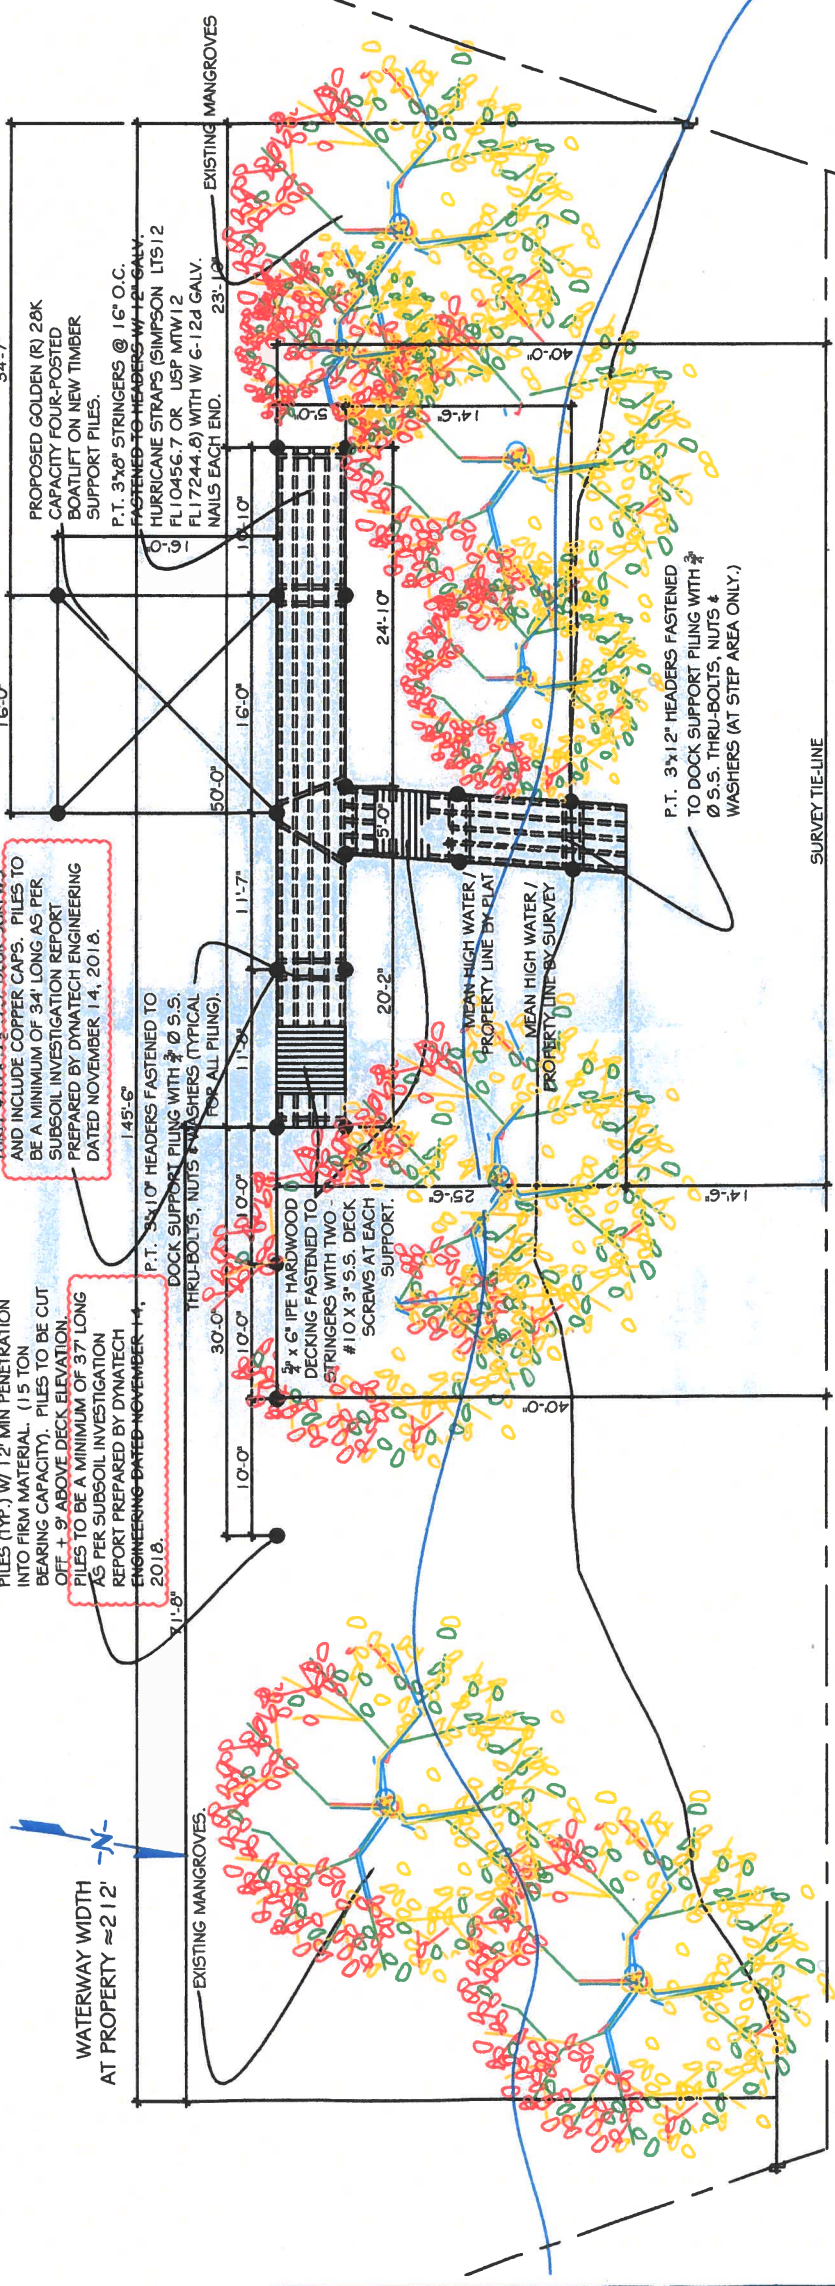 WATERWAY WIDTH
AT PROPERTY ≈212'
-N-
EXISTING MANGROVES.
PILES (TYP.) W/ 12' MIN PENETRATION
INTO FIRM MATERIAL. (15 TON
BEARING CAPACITY). PILES TO BE CUT
OFF + 9' ABOVE DECK ELEVATION.
PILES TO BE A MINIMUM OF 37' LONG
AS PER SUBSOIL INVESTIGATION
REPORT PREPARED BY DYNATECH
ENGINEERING DATED NOVEMBER 14,
2018.
AND INCLUDE COPPER CAPS. PILES TO
BE A MINIMUM OF 34' LONG AS PER
SUBSOIL INVESTIGATION REPORT
PREPARED BY DYNATECH ENGINEERING
DATED NOVEMBER 14, 2018.
P.T. 3"x10" HEADERS FASTENED TO
DOCK SUPPORT PILING WITH ¾" Ø S.S.
THRU-BOLTS, NUTS & WASHERS (TYPICAL
FOR ALL PILING).
5/4" x 6" IPE HARDWOOD
DECKING FASTENED TO
STRINGERS WITH TWO -
#10 X 3" S.S. DECK
SCREWS AT EACH
SUPPORT.
PROPOSED GOLDEN (R) 28K
CAPACITY FOUR-POSTED
BOATLIFT ON NEW TIMBER
SUPPORT PILES.
P.T. 3"x8" STRINGERS @ 16" O.C.
FASTENED TO HEADERS W/ 12" GALV.
HURRICANE STRAPS (SIMPSON LTS12
FL10456.7 OR USP MTW12
FL17244.8) WITH W/ 6-12d GALV.
NAILS EACH END.
EXISTING MANGROVES
MEAN HIGH WATER /
PROPERTY LINE BY PLAT
MEAN HIGH WATER /
PROPERTY LINE BY SURVEY
P.T. 3"x12" HEADERS FASTENED
TO DOCK SUPPORT PILING WITH ¾"
Ø S.S. THRU-BOLTS, NUTS &
WASHERS (AT STEP AREA ONLY.)
SURVEY TIE-LINE
145'-6"
71'-8"
30'-0"
50'-0"
10'-0"
10'-0"
10'-0"
11'-7"
16'-0"
10'-10"
16'-0"
16'-0"
20'-2"
24'-10"
5'-0"
5'-0"
14'-6"
25'-6"
14'-6"
40'-0"
40'-0"